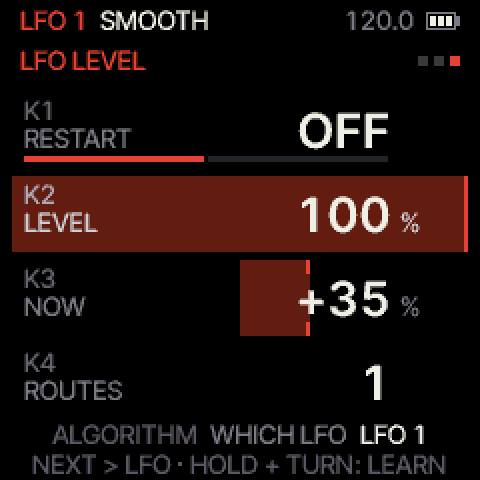 LFO 1 SMOOTH 120.0
LFO LEVEL
K1
RESTART OFF
K2
LEVEL 100 %
K3
NOW +35 %
K4
ROUTES 1
ALGORITHM WHICH LFO LFO 1
NEXT > LFO · HOLD + TURN: LEARN